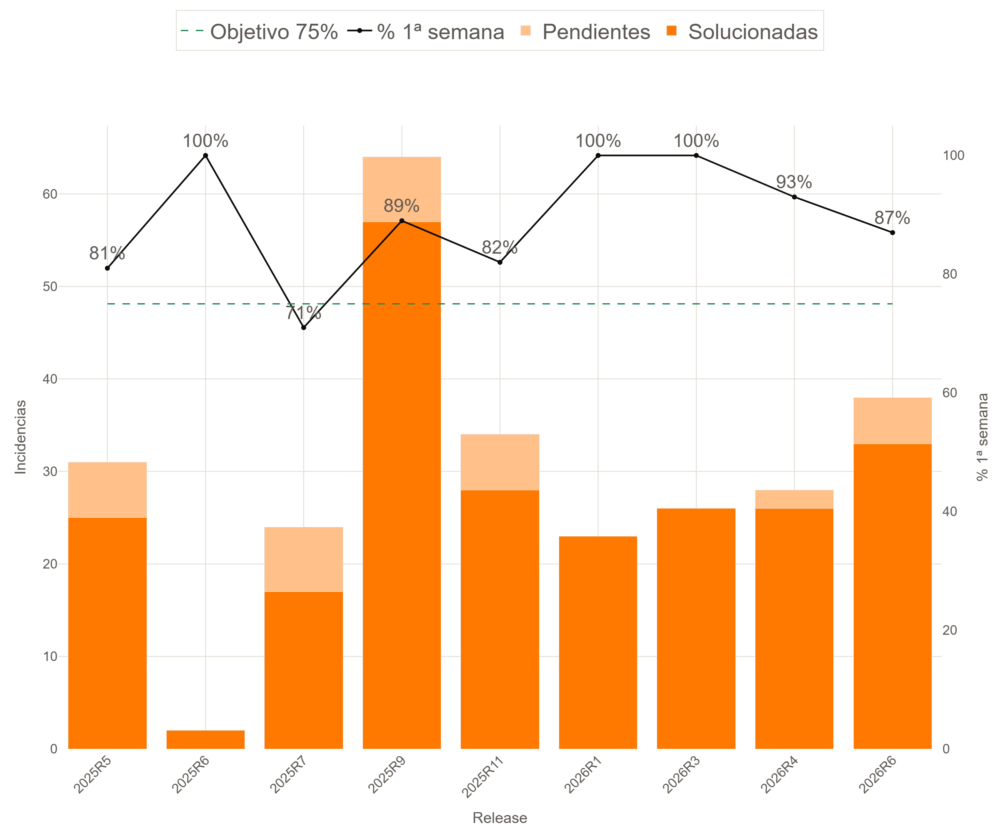 Objetivo 75% % 1ª semana Pendientes Solucionadas
100% 100% 100%
93%
89% 87%
81% 82%
71%
60
50
40
30
20
10
0
100
80
60
40
20
0
Incidencias
% 1ª semana
2025R5 2025R6 2025R7 2025R9 2025R11 2026R1 2026R3 2026R4 2026R6
Release